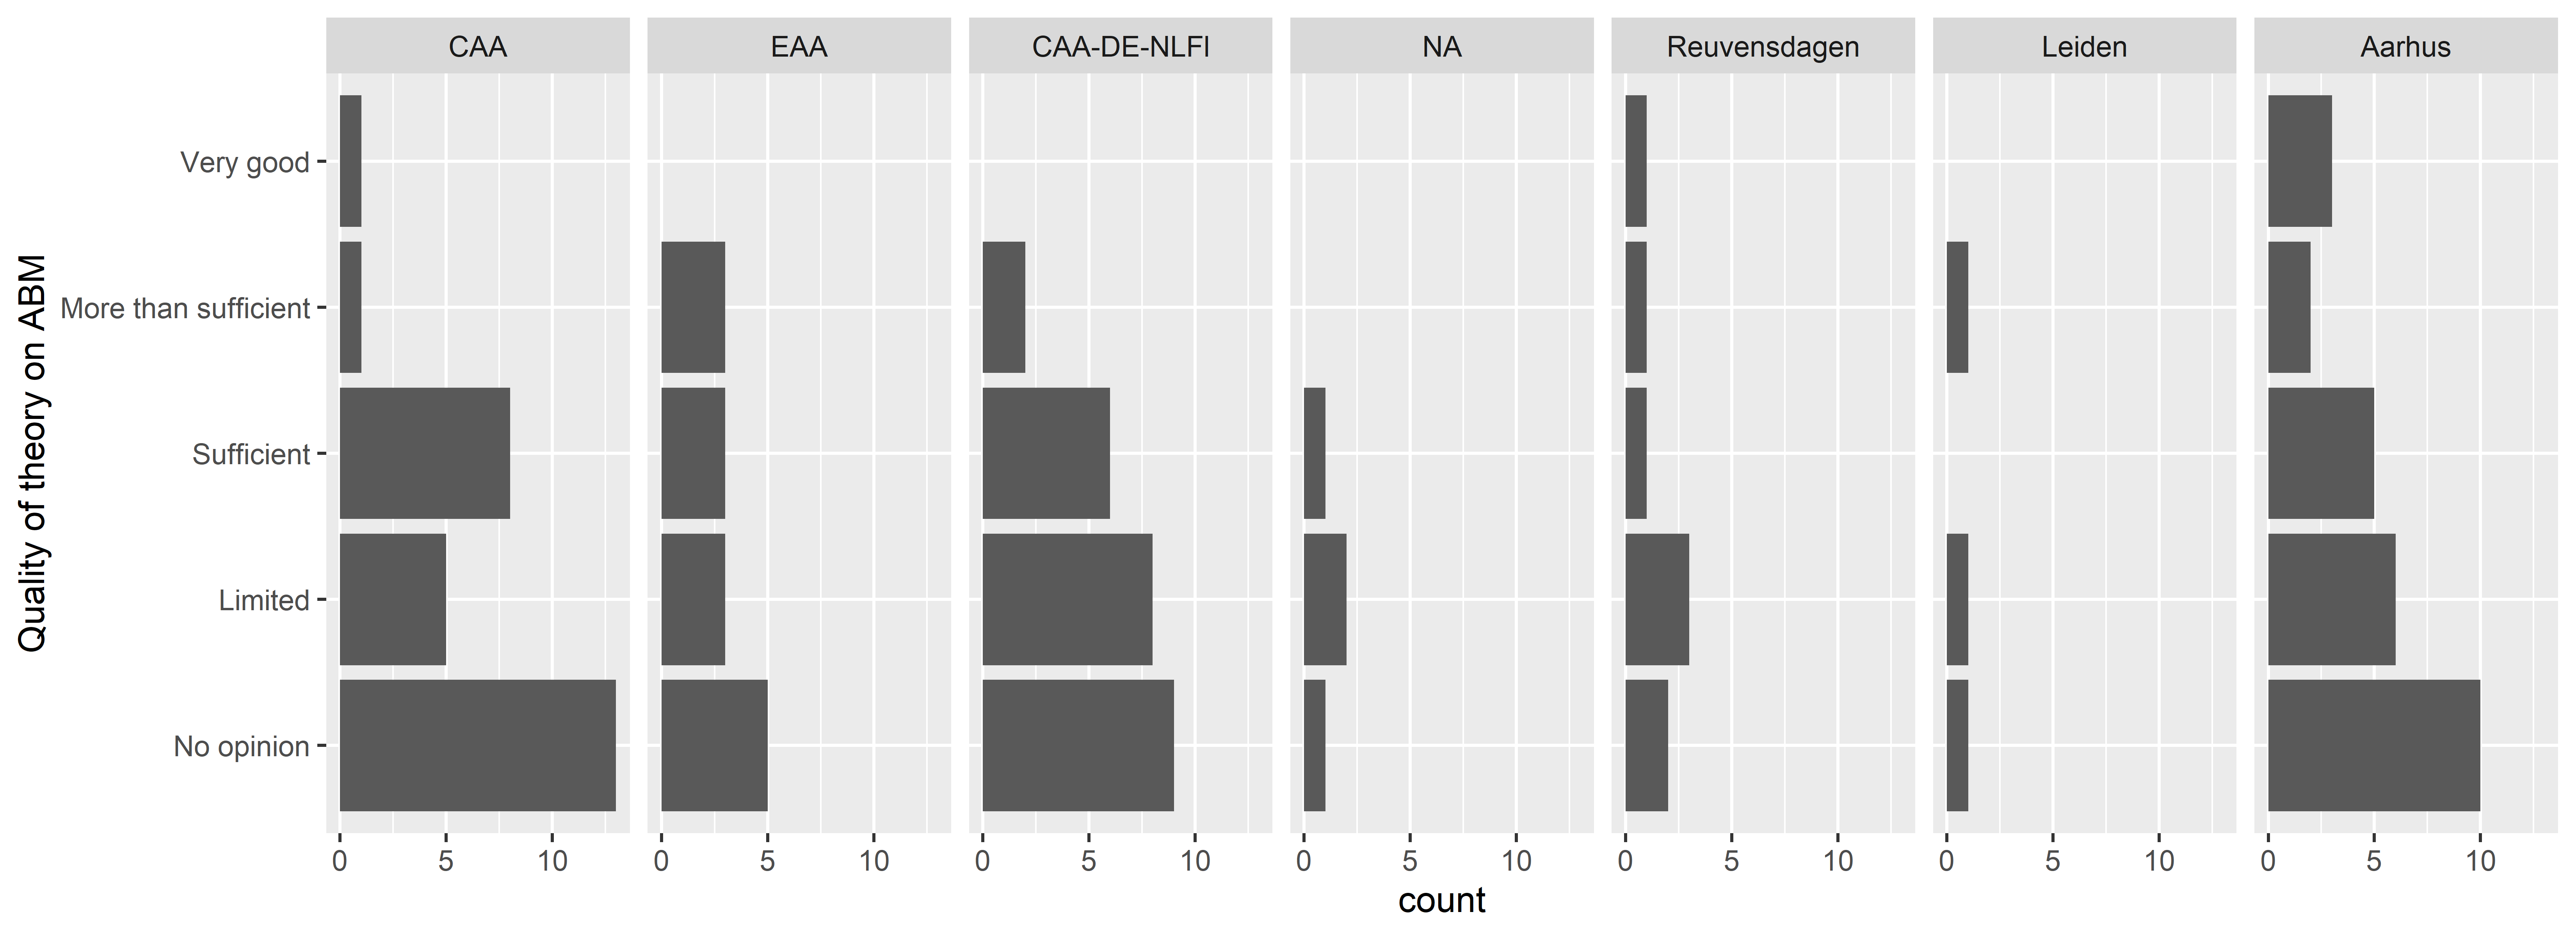 CAA EAA CAA-DE-NLFI NA Reuvensdagen Leiden Aarhus
Quality of theory on ABM
Very good
More than sufficient
Sufficient
Limited
No opinion
0 5 10 0 5 10 0 5 10 0 5 10 0 5 10 0 5 10 0 5 10
count